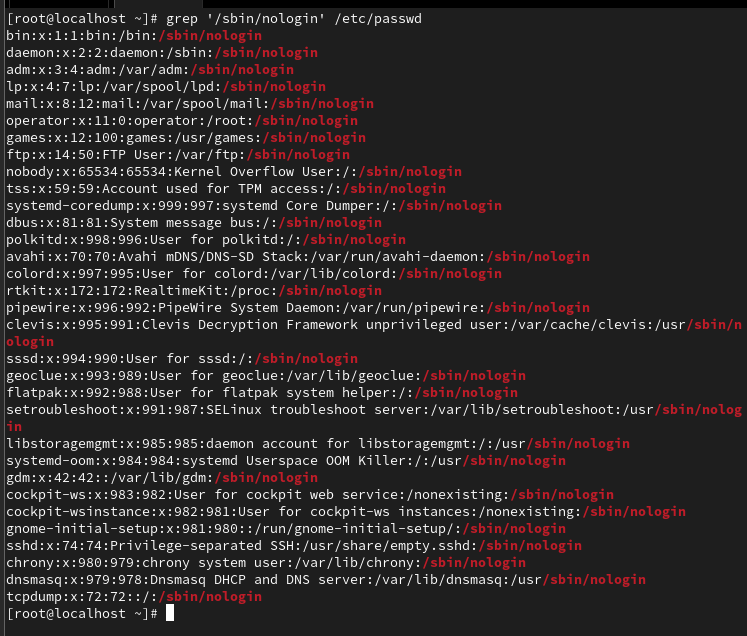 [root@localhost ~]# grep '/sbin/nologin' /etc/passwd
bin:x:1:1:bin:/bin:/sbin/nologin
daemon:x:2:2:daemon:/sbin:/sbin/nologin
adm:x:3:4:adm:/var/adm:/sbin/nologin
lp:x:4:7:lp:/var/spool/lpd:/sbin/nologin
mail:x:8:12:mail:/var/spool/mail:/sbin/nologin
operator:x:11:0:operator:/root:/sbin/nologin
games:x:12:100:games:/usr/games:/sbin/nologin
ftp:x:14:50:FTP User:/var/ftp:/sbin/nologin
nobody:x:65534:65534:Kernel Overflow User:/:/sbin/nologin
tss:x:59:59:Account used for TPM access:/:/sbin/nologin
systemd-coredump:x:999:997:systemd Core Dumper:/:/sbin/nologin
dbus:x:81:81:System message bus:/:/sbin/nologin
polkitd:x:998:996:User for polkitd:/:/sbin/nologin
avahi:x:70:70:Avahi mDNS/DNS-SD Stack:/var/run/avahi-daemon:/sbin/nologin
colord:x:997:995:User for colord:/var/lib/colord:/sbin/nologin
rtkit:x:172:172:RealtimeKit:/proc:/sbin/nologin
pipewire:x:996:992:PipeWire System Daemon:/var/run/pipewire:/sbin/nologin
clevis:x:995:991:Clevis Decryption Framework unprivileged user:/var/cache/clevis:/usr/sbin/n
ologin
sssd:x:994:990:User for sssd:/:/sbin/nologin
geoclue:x:993:989:User for geoclue:/var/lib/geoclue:/sbin/nologin
flatpak:x:992:988:User for flatpak system helper:/:/sbin/nologin
setroubleshoot:x:991:987:SELinux troubleshoot server:/var/lib/setroubleshoot:/usr/sbin/nolog
in
libstoragemgmt:x:985:985:daemon account for libstoragemgmt:/:/usr/sbin/nologin
systemd-oom:x:984:984:systemd Userspace OOM Killer:/:/usr/sbin/nologin
gdm:x:42:42::/var/lib/gdm:/sbin/nologin
cockpit-ws:x:983:982:User for cockpit web service:/nonexisting:/sbin/nologin
cockpit-wsinstance:x:982:981:User for cockpit-ws instances:/nonexisting:/sbin/nologin
gnome-initial-setup:x:981:980::/run/gnome-initial-setup/:/sbin/nologin
sshd:x:74:74:Privilege-separated SSH:/usr/share/empty.sshd:/sbin/nologin
chrony:x:980:979:chrony system user:/var/lib/chrony:/sbin/nologin
dnsmasq:x:979:978:Dnsmasq DHCP and DNS server:/var/lib/dnsmasq:/usr/sbin/nologin
tcpdump:x:72:72::/:/sbin/nologin
[root@localhost ~]#